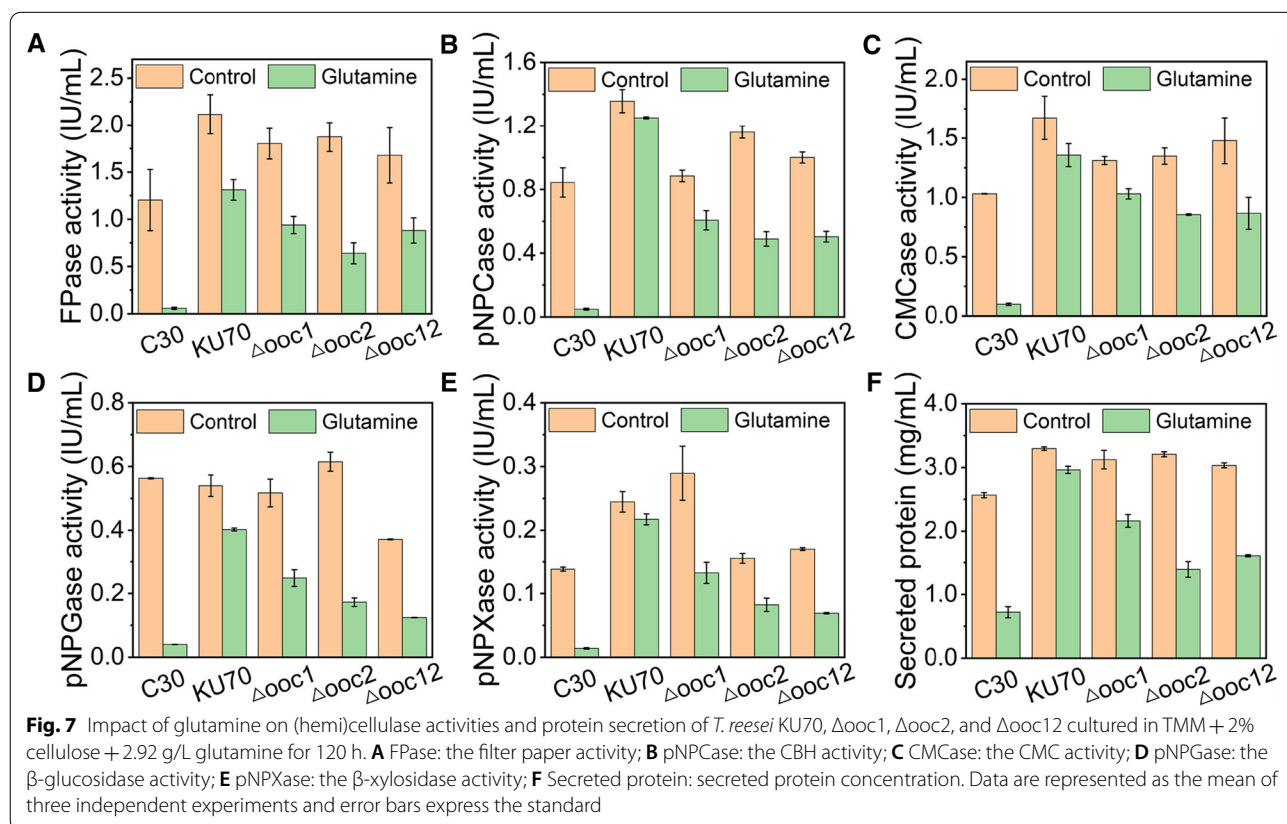 A
FPase activity (IU/mL)
2.5
2.0
1.5
1.0
0.5
0.0
Control
Glutamine
C30
KU70
△ooc1
△ooc2
△ooc12
B
pNPCase activity (IU/mL)
1.6
1.2
0.8
0.4
0.0
Control
Glutamine
C30
KU70
△ooc1
△ooc2
△ooc12
C
CMCase activity (IU/mL)
2.0
1.5
1.0
0.5
0.0
Control
Glutamine
C30
KU70
△ooc1
△ooc2
△ooc12
D
pNPGase activity (IU/mL)
0.8
0.6
0.4
0.2
0.0
Control
Glutamine
C30
KU70
△ooc1
△ooc2
△ooc12
E
pNPXase activity (IU/mL)
0.4
0.3
0.2
0.1
0.0
Control
Glutamine
C30
KU70
△ooc1
△ooc2
△ooc12
F
Secreted protein (mg/mL)
4.0
3.0
2.0
1.0
0.0
Control
Glutamine
C30
KU70
△ooc1
△ooc2
△ooc12
Fig. 7 Impact of glutamine on (hemi)cellulase activities and protein secretion of T. reesei KU70, Δooc1, Δooc2, and Δooc12 cultured in TMM + 2%
cellulose + 2.92 g/L glutamine for 120 h. A FPase: the filter paper activity; B pNPCase: the CBH activity; C CMCase: the CMC activity; D pNPGase: the
β-glucosidase activity; E pNPXase: the β-xylosidase activity; F Secreted protein: secreted protein concentration. Data are represented as the mean of
three independent experiments and error bars express the standard